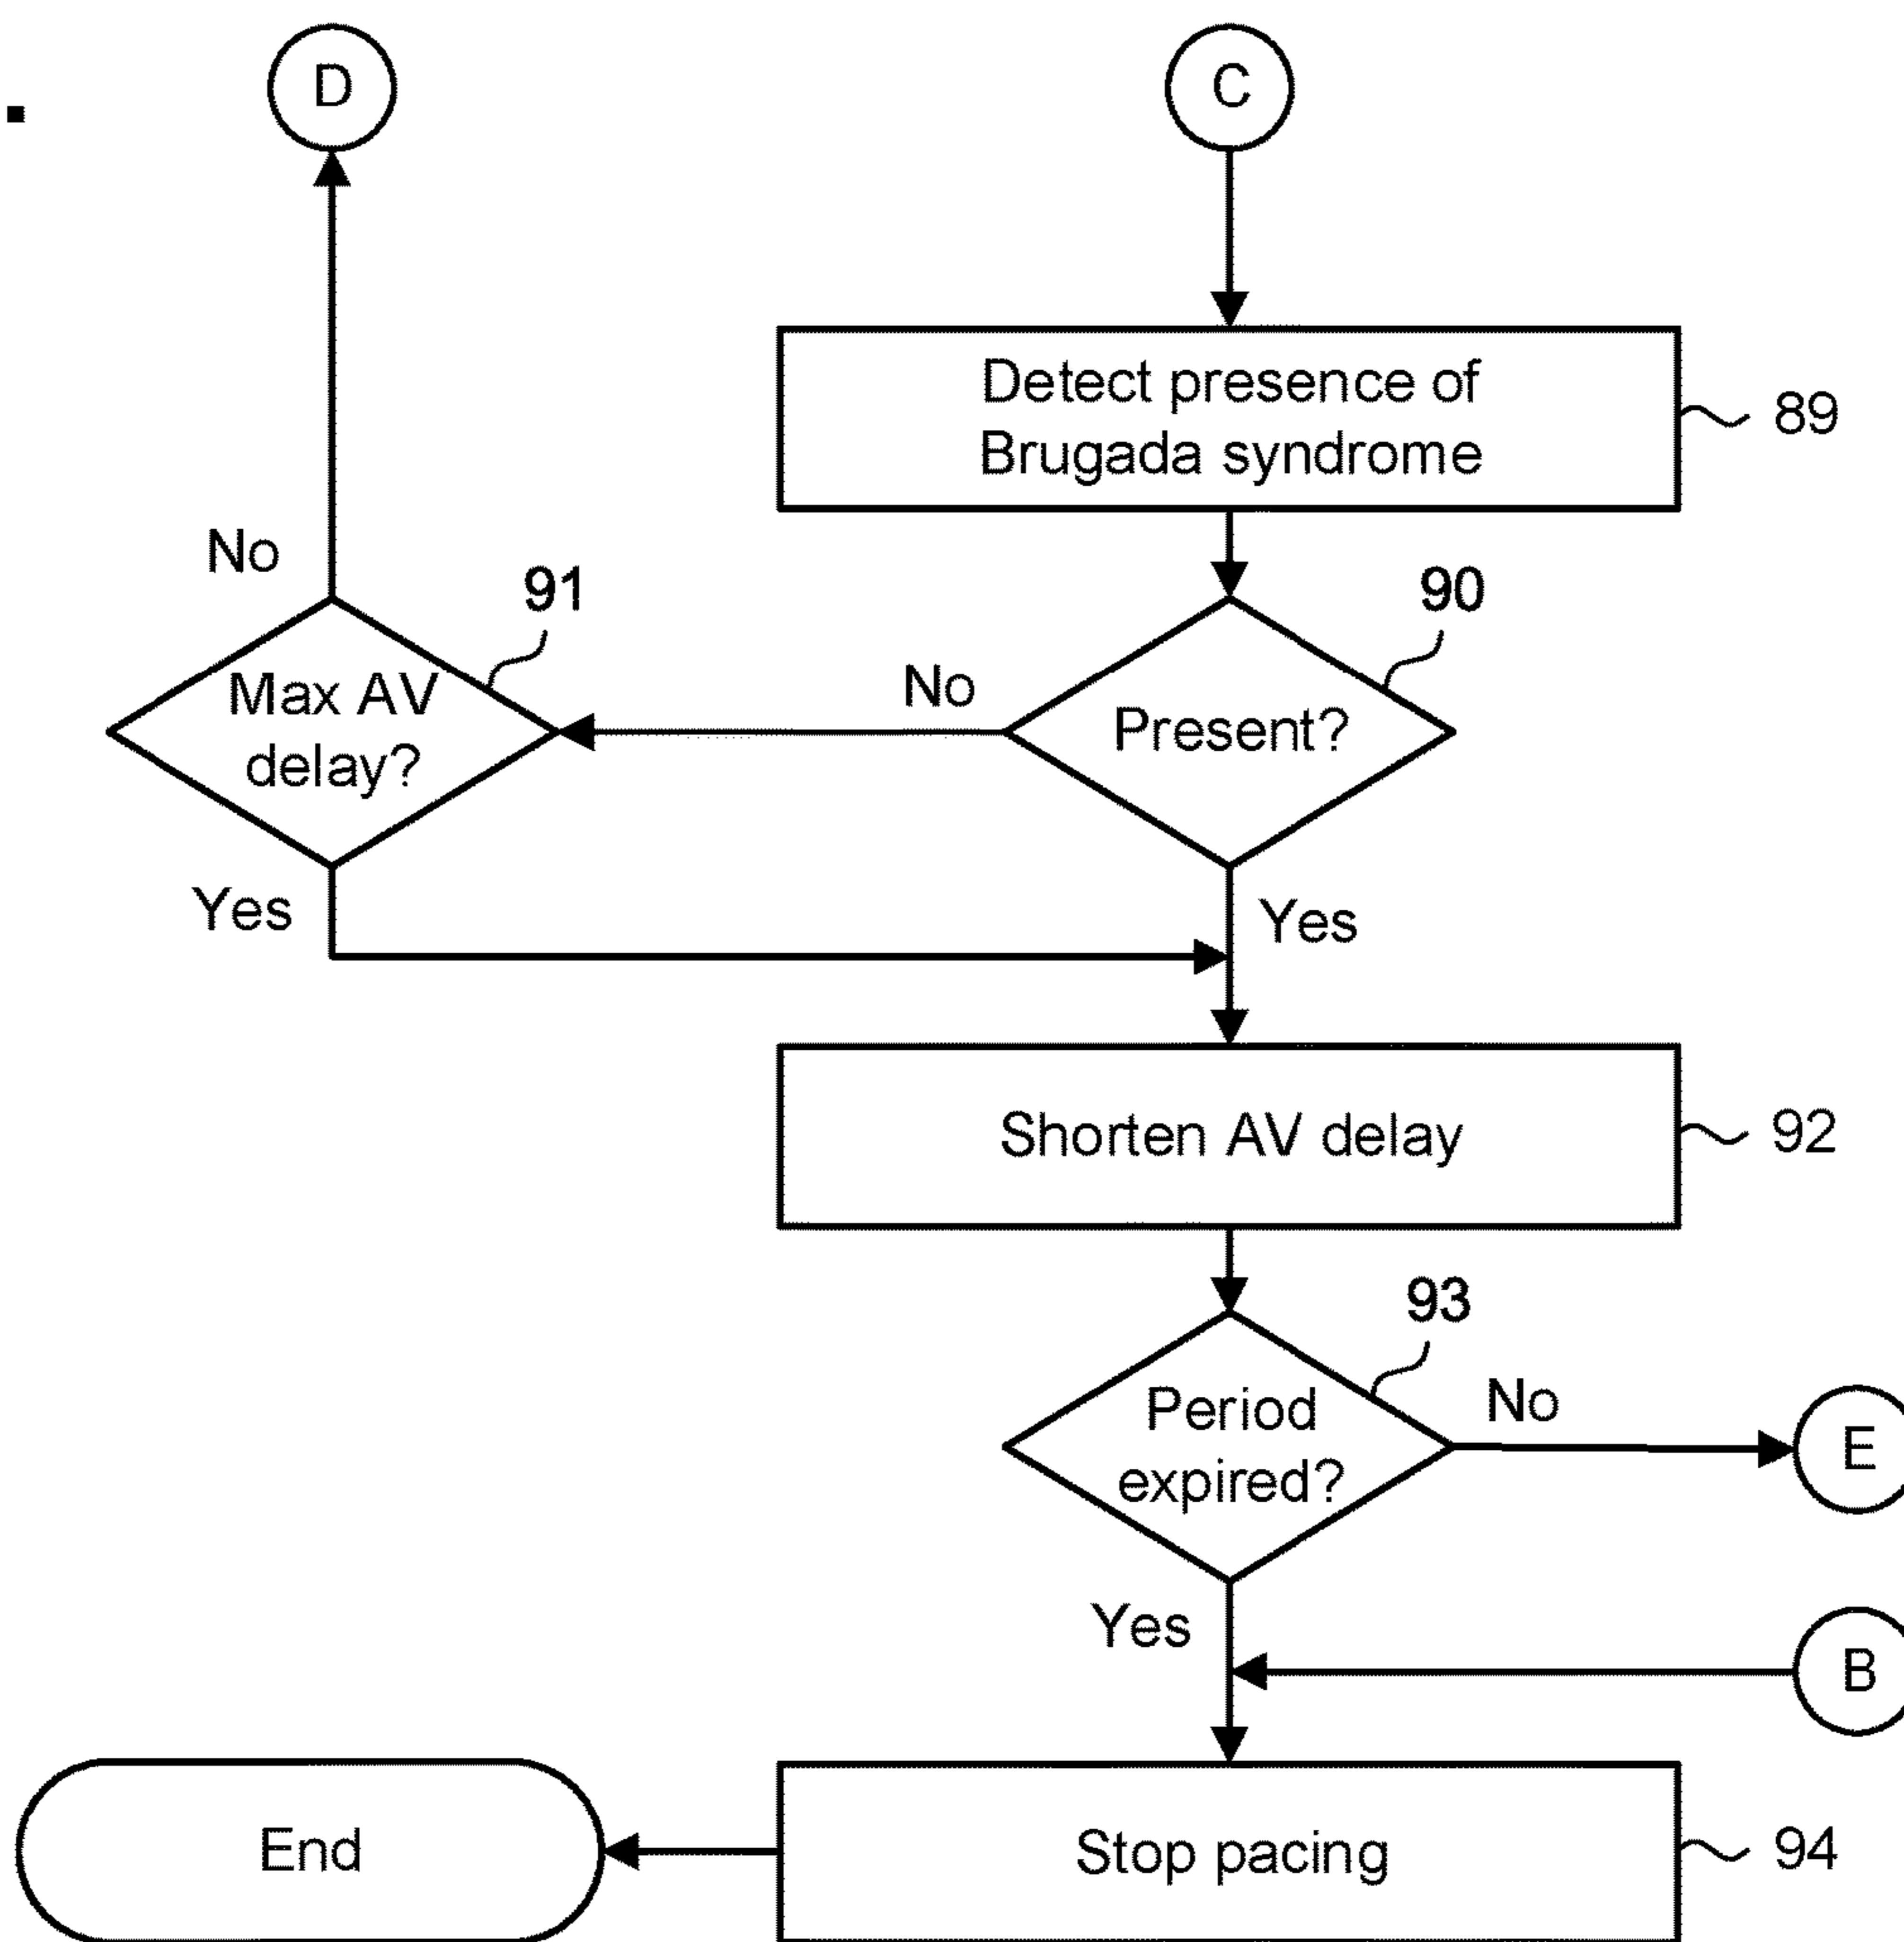 D
C
Detect presence of
Brugada syndrome
89
No
91
90
Max AV
delay?
No
Present?
Yes
Yes
Shorten AV delay
92
93
Period
expired?
No
E
Yes
B
End
Stop pacing
94